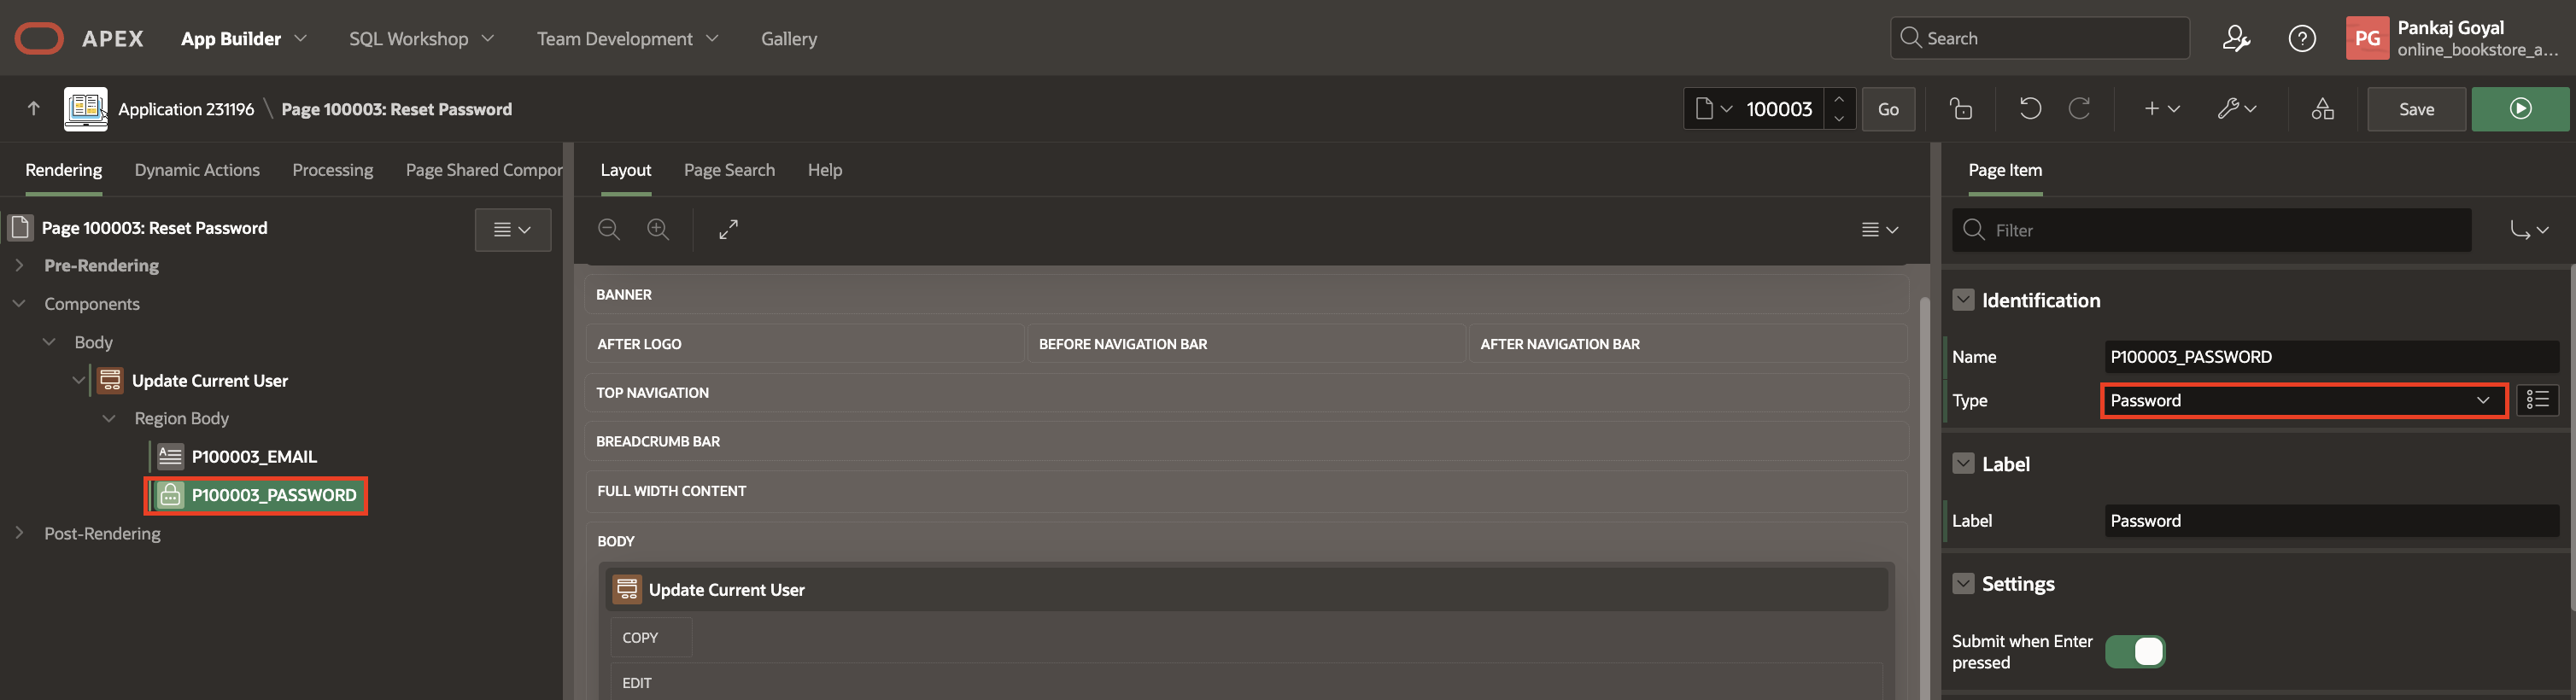 APEX App Builder SQL Workshop Team Development Gallery Search PG Pankaj Goyal
online_bookstore_a...
Application 231196 \ Page 100003: Reset Password 100003 Go Save
Rendering Dynamic Actions Processing Page Shared Compor
Page 100003: Reset Password
Pre-Rendering
Components
Body
Update Current User
Region Body
P100003_EMAIL
P100003_PASSWORD
Post-Rendering
Layout Page Search Help
BANNER
AFTER LOGO BEFORE NAVIGATION BAR AFTER NAVIGATION BAR
TOP NAVIGATION
BREADCRUMB BAR
FULL WIDTH CONTENT
BODY
Update Current User
COPY
EDIT
Page Item
Filter
Identification
Name P100003_PASSWORD
Type Password
Label
Label Password
Settings
Submit when Enter
pressed